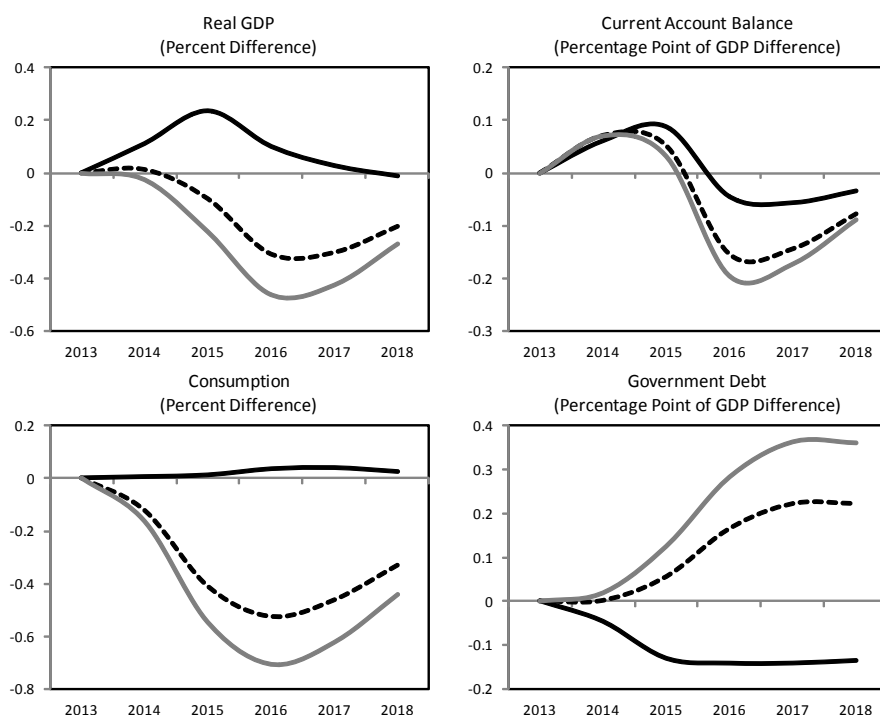 Real GDP
(Percent Difference)
0.4
0.2
0
-0.2
-0.4
-0.6
2013 2014 2015 2016 2017 2018
Current Account Balance
(Percentage Point of GDP Difference)
0.2
0.1
0
-0.1
-0.2
-0.3
2013 2014 2015 2016 2017 2018
Consumption
(Percent Difference)
0.2
0
-0.2
-0.4
-0.6
-0.8
2013 2014 2015 2016 2017 2018
Government Debt
(Percentage Point of GDP Difference)
0.4
0.3
0.2
0.1
0
-0.1
-0.2
2013 2014 2015 2016 2017 2018